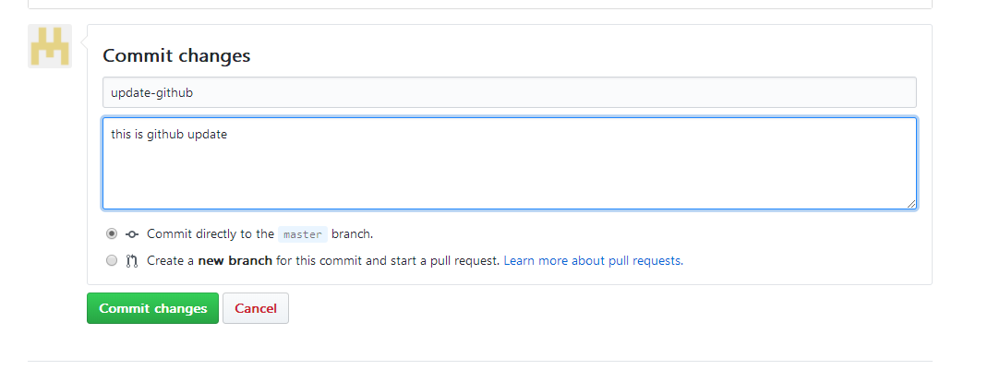 Commit changes
update-github
this is github update
Commit directly to the master branch.
Create a new branch for this commit and start a pull request. Learn more about pull requests.
Commit changes Cancel